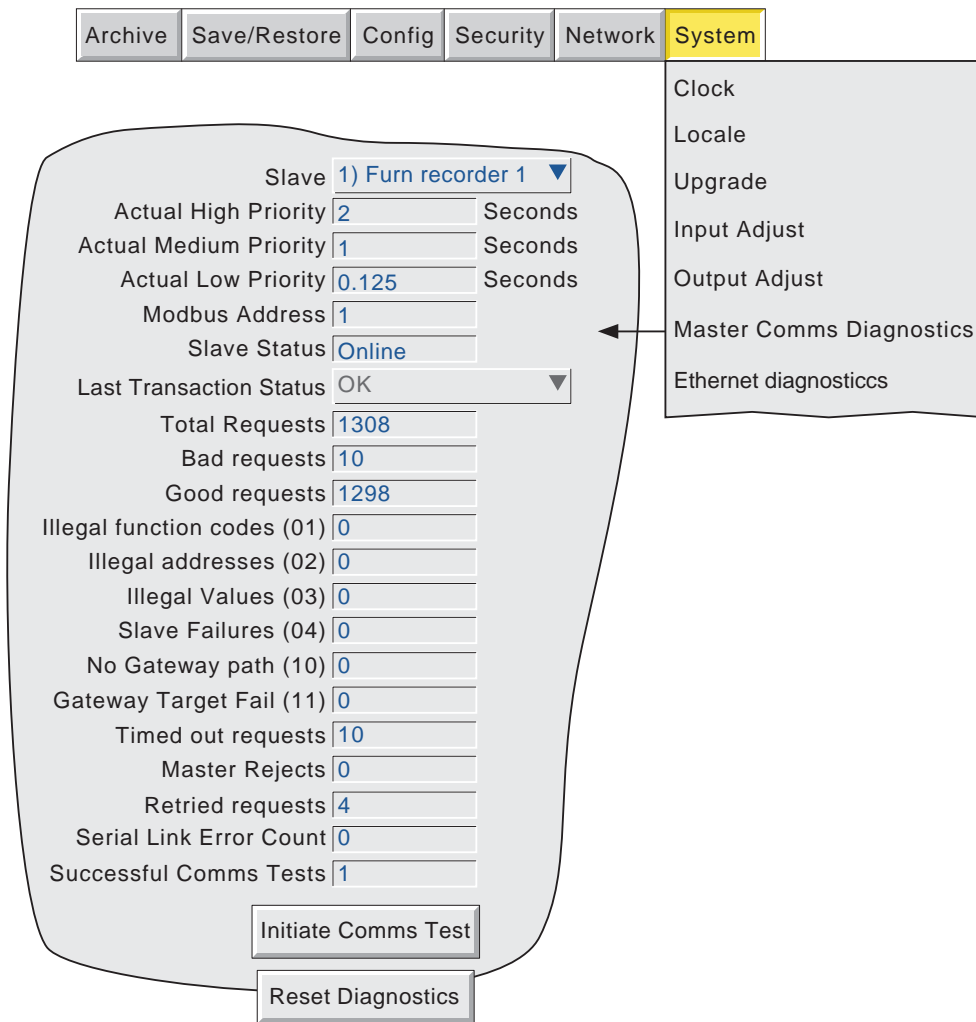 Archive Save/Restore Config Security Network System
Clock
Locale
Upgrade
Input Adjust
Output Adjust
Master Comms Diagnostics
Ethernet diagnosticcs
Slave 1) Furn recorder 1
Actual High Priority 2 Seconds
Actual Medium Priority 1 Seconds
Actual Low Priority 0.125 Seconds
Modbus Address 1
Slave Status Online
Last Transaction Status OK
Total Requests 1308
Bad requests 10
Good requests 1298
Illegal function codes (01) 0
Illegal addresses (02) 0
Illegal Values (03) 0
Slave Failures (04) 0
No Gateway path (10) 0
Gateway Target Fail (11) 0
Timed out requests 10
Master Rejects 0
Retried requests 4
Serial Link Error Count 0
Successful Comms Tests 1
Initiate Comms Test
Reset Diagnostics